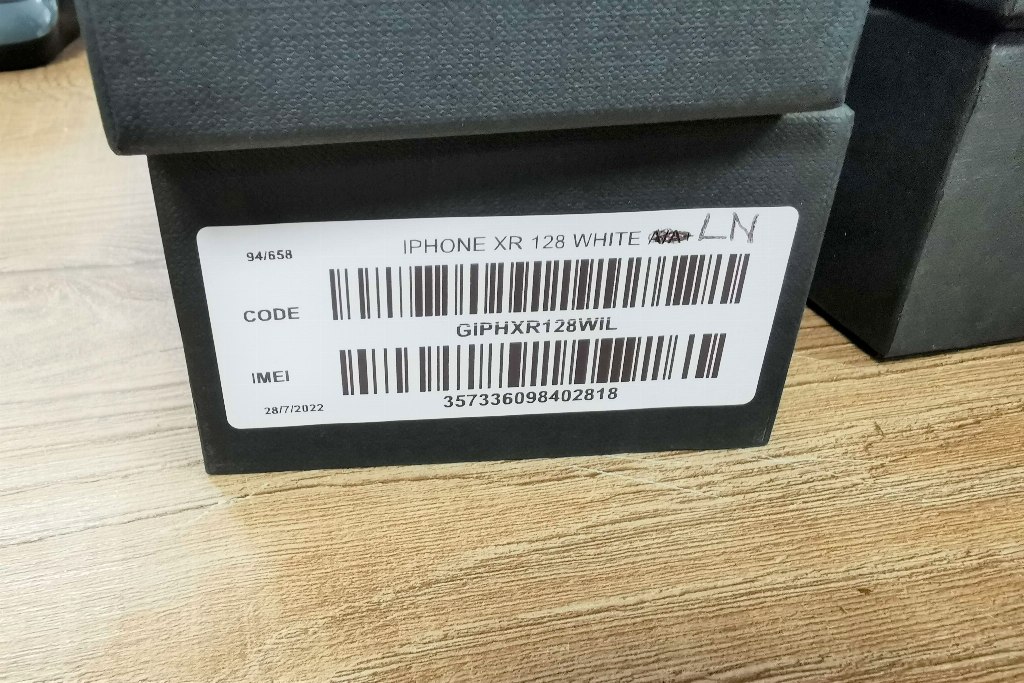 IPHONE XR 128 WHITE A/A+ LN
94/658
CODE
GIPHXR128WIL
IMEI
357336098402818
28/7/2022